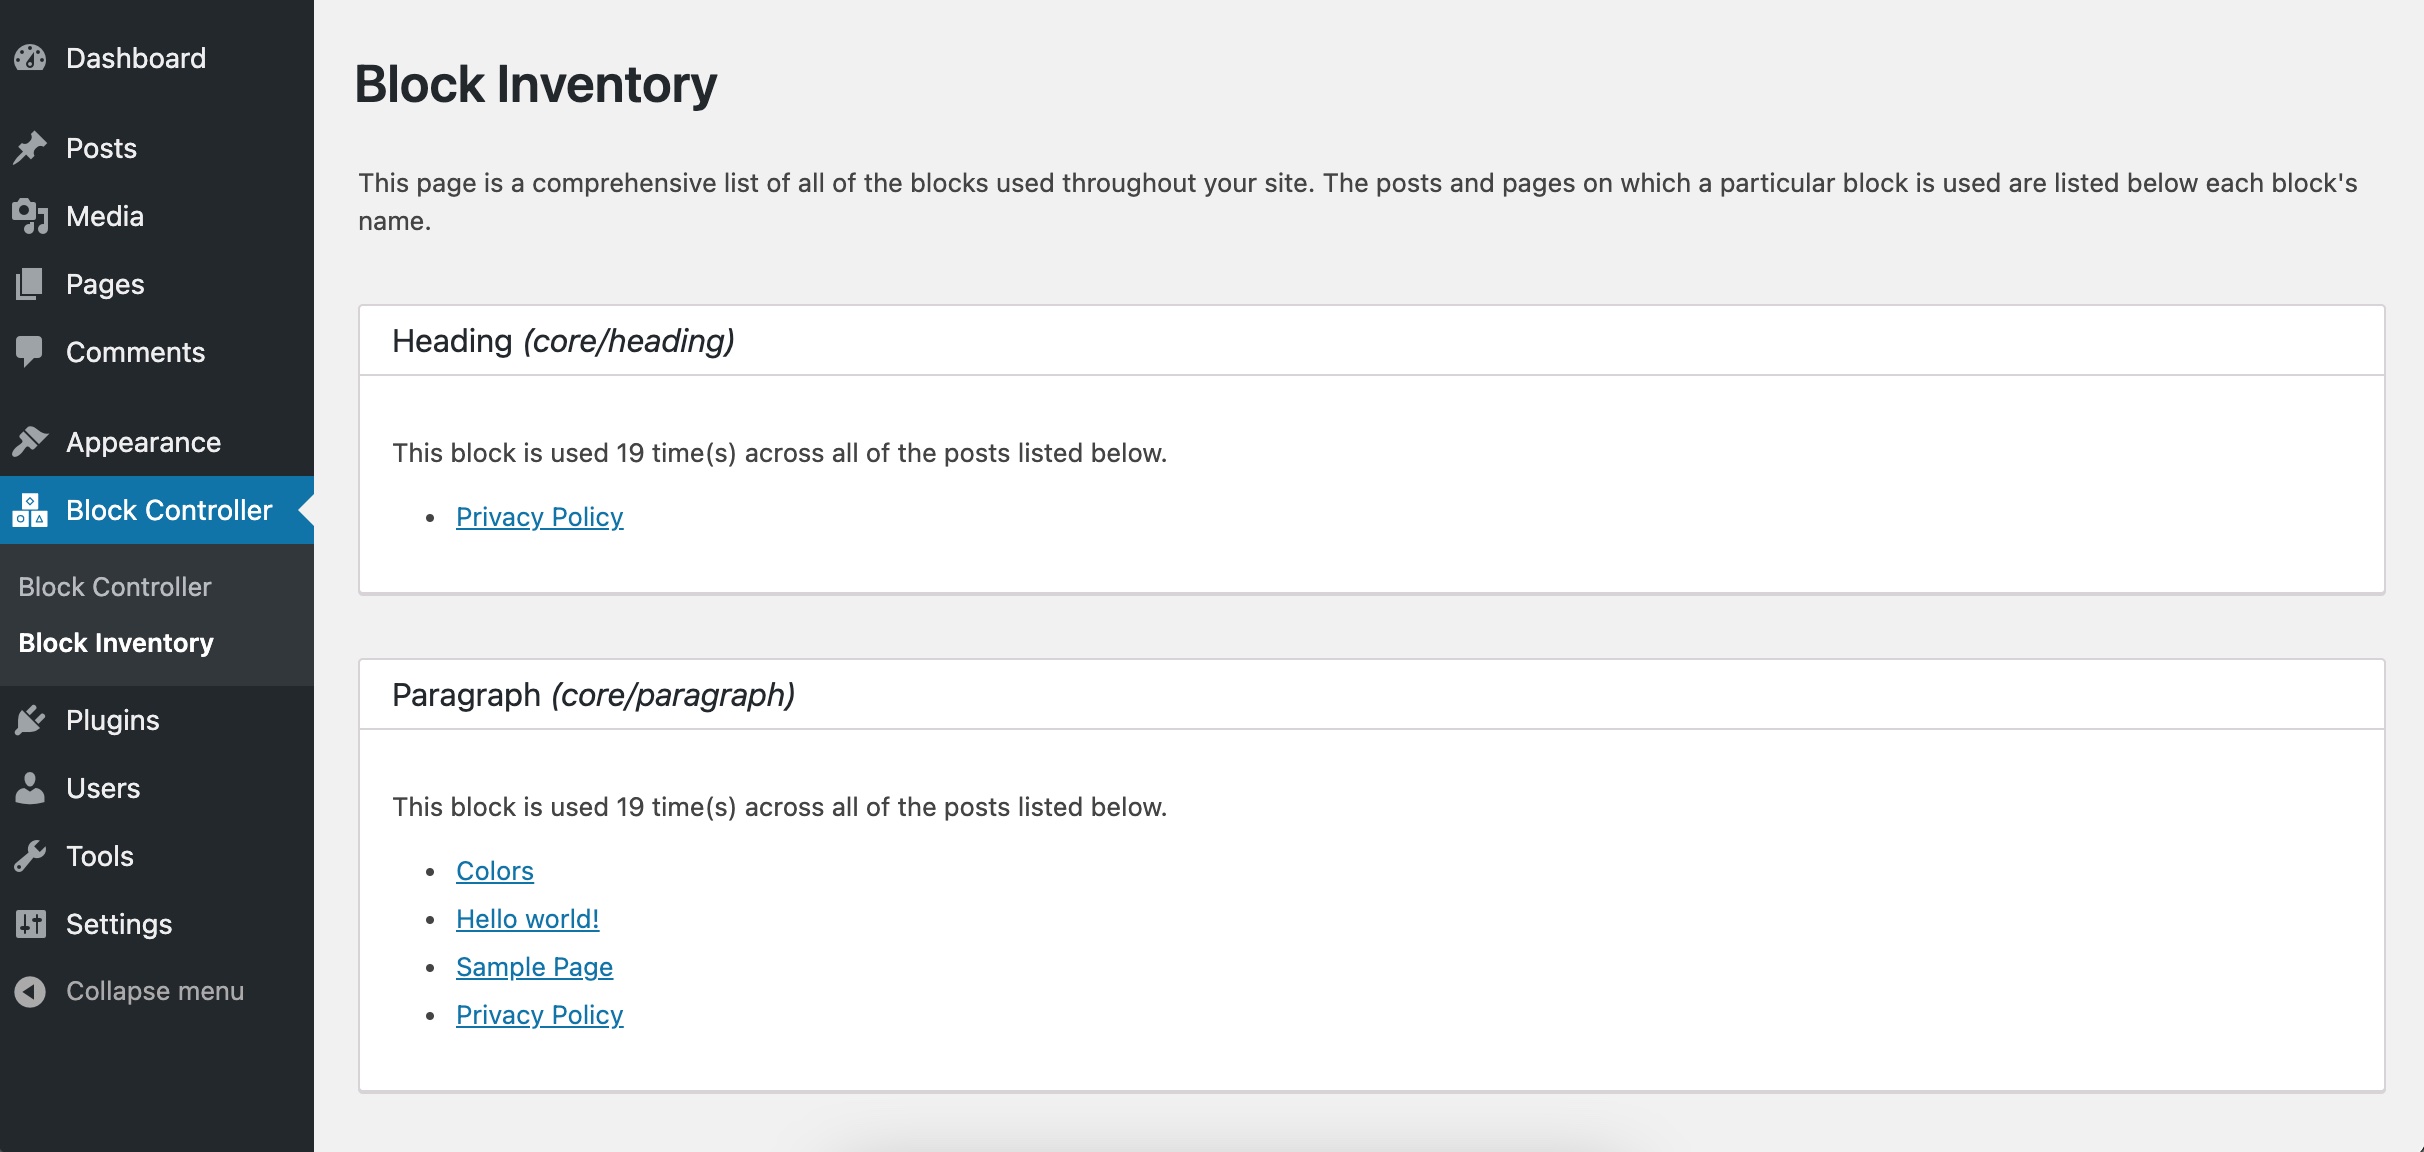 Dashboard
Posts
Media
Pages
Comments
Appearance
Block Controller
Block Controller
Block Inventory
Plugins
Users
Tools
Settings
Collapse menu
Block Inventory
This page is a comprehensive list of all of the blocks used throughout your site. The posts and pages on which a particular block is used are listed below each block's
name.
Heading (core/heading)
This block is used 19 time(s) across all of the posts listed below.
• Privacy Policy
Paragraph (core/paragraph)
This block is used 19 time(s) across all of the posts listed below.
• Colors
• Hello world!
• Sample Page
• Privacy Policy